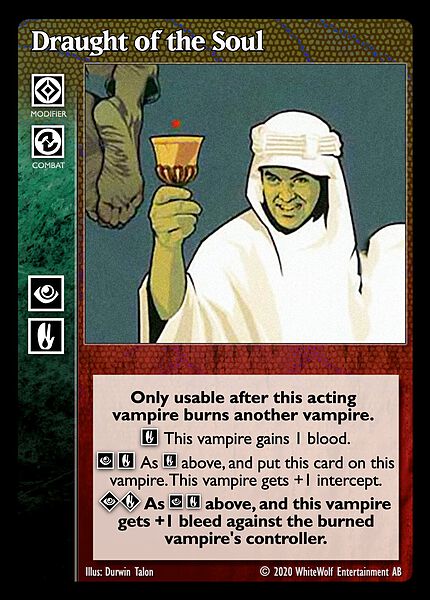 Draught of the Soul
MODIFIER
COMBAT
Only usable after this acting
vampire burns another vampire.
This vampire gains 1 blood.
As above, and put this card on this
vampire. This vampire gets +1 intercept.
As above, and this vampire
gets +1 bleed against the burned
vampire's controller.
Illus: Durwin Talon © 2020 WhiteWolf Entertainment AB